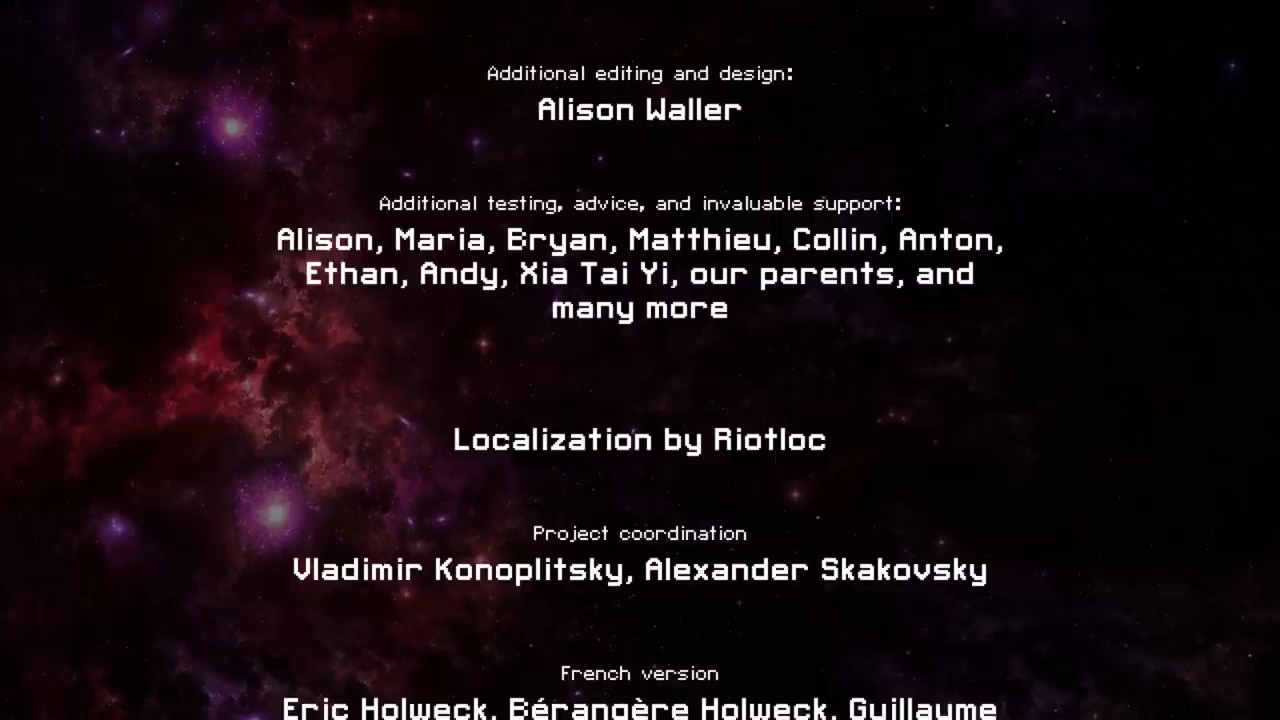 Additional editing and design:
Alison Waller
Additional testing, advice, and invaluable support:
Alison, Maria, Bryan, Matthieu, Collin, Anton,
Ethan, Andy, Xia Tai Yi, our parents, and
many more
Localization by Riotloc
Project coordination
Vladimir Konoplitsky, Alexander Skakovsky
French version
Eric Holweck, Bérangère Holweck, Guillaume